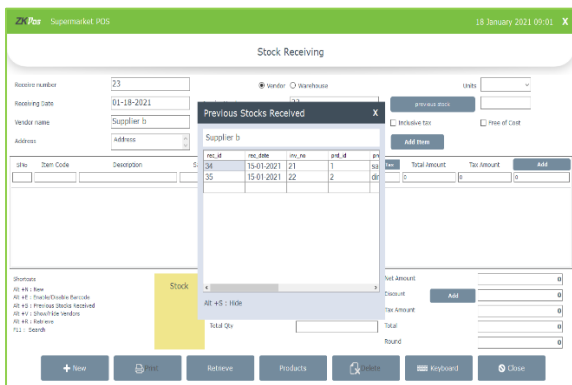 ZKPos Supermarket POS 18 January 2021 09:01 X
Stock Receiving
Receive number 23 Vendor Warehouse Units
Receiving Date 01-18-2021 previous stock
Vendor name Supplier b Inclusive tax Free of Cost
Address Address Add Item
Previous Stocks Received X
Supplier b
rec_id rec_date inv_no prd_id
34 15-01-2021 21 1 sa
35 15-01-2021 22 2
Alt +S : Hide
Slno Item Code Description Total Amount Tax Amount Add
0 0 0
Shortcuts
Alt +N : New
Alt +E : Enable/Disable Barcode
Alt +S : Previous Stocks Received
Alt +V : Show/Hide Vendors
Alt +R : Retrieve
F11 : Search
Stock
Total Qty
Net Amount 0
Discount Add 0
Tax Amount 0
Total 0
Round 0
New Print Retrieve Products Delete Keyboard Close